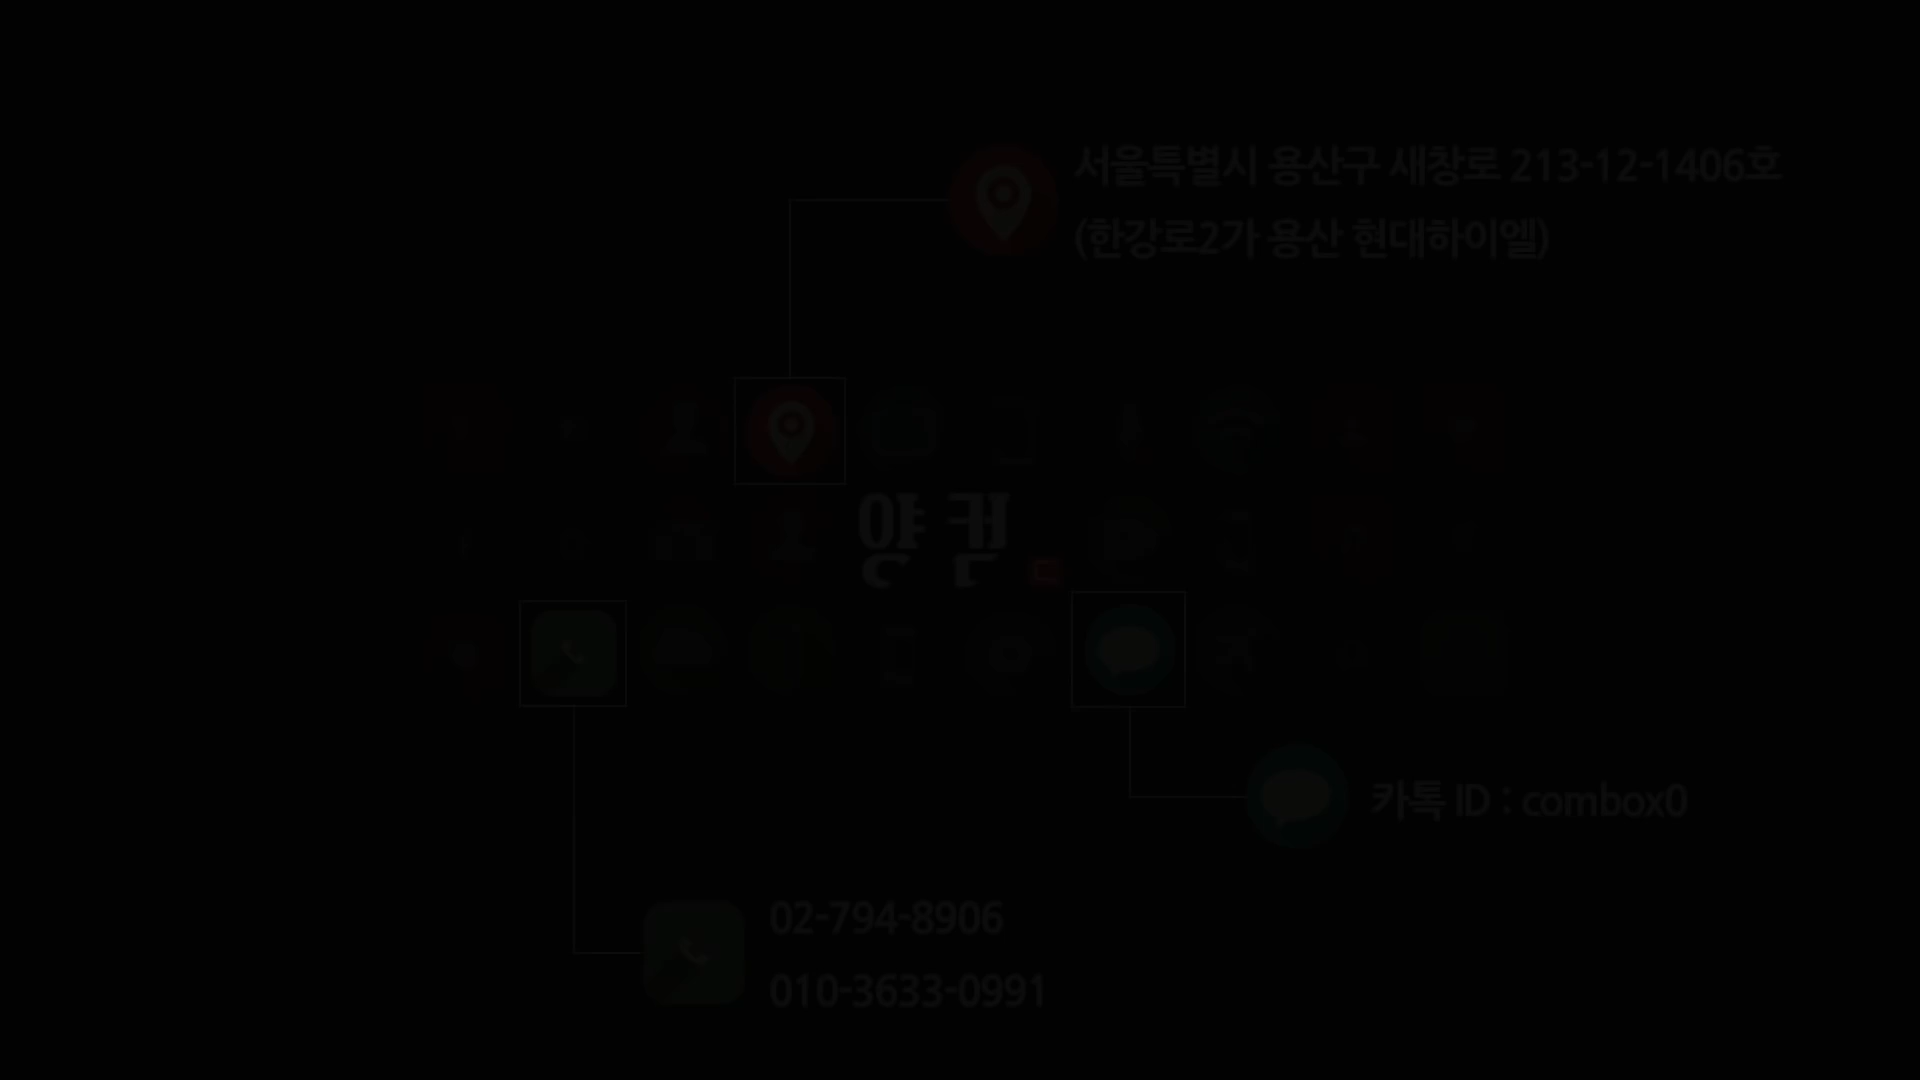 서울특별시 용산구 새창로 213-12-1406호
(한강로2가 용산 현대하이엘)
양컴
카톡 ID : combox0
02-794-8906
010-3633-0991